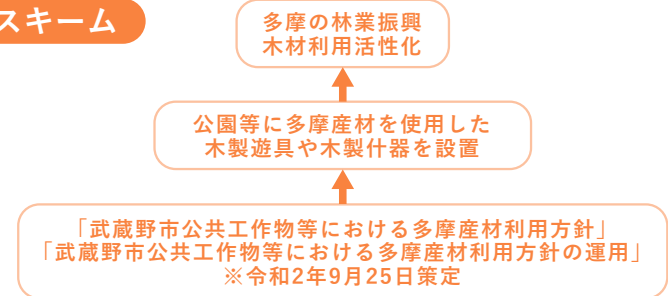 スキーム
多摩の林業振興
木材利用活性化
公園等に多摩産材を使用した
木製遊具や木製什器を設置
「武蔵野市公共工作物等における多摩産材利用方針」
「武蔵野市公共工作物等における多摩産材利用方針の運用」
※令和2年9月25日策定